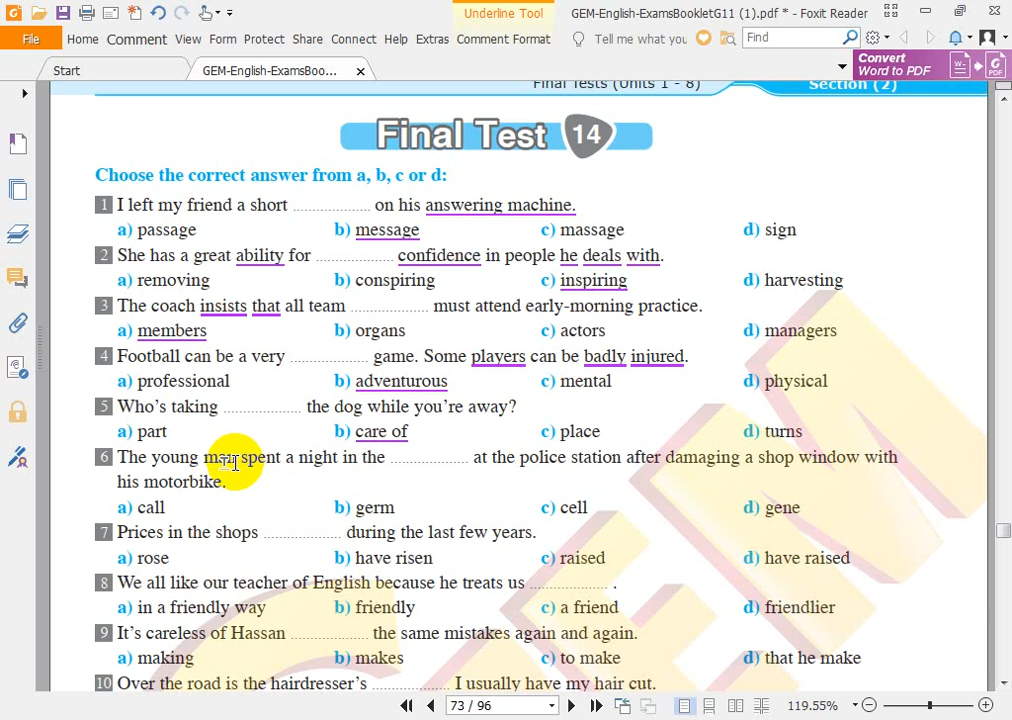 Underline Tool
GEM-English-ExamsBookletG11 (1).pdf * - Foxit Reader
File Home Comment View Form Protect Share Connect Help Extras Comment Format Tell me what you Find
Start GEM-English-ExamsBoo... Convert Word to PDF
Final Tests (Units 1 - 8) Section (2)
Final Test 14
Choose the correct answer from a, b, c or d:
1 I left my friend a short .................. on his answering machine.
a) passage b) message c) massage d) sign
2 She has a great ability for .................. confidence in people he deals with.
a) removing b) conspiring c) inspiring d) harvesting
3 The coach insists that all team .................. must attend early-morning practice.
a) members b) organs c) actors d) managers
4 Football can be a very .................. game. Some players can be badly injured.
a) professional b) adventurous c) mental d) physical
5 Who's taking .................. the dog while you're away?
a) part b) care of c) place d) turns
6 The young man spent a night in the .................. at the police station after damaging a shop window with
his motorbike.
a) call b) germ c) cell d) gene
7 Prices in the shops .................. during the last few years.
a) rose b) have risen c) raised d) have raised
8 We all like our teacher of English because he treats us .................. .
a) in a friendly way b) friendly c) a friend d) friendlier
9 It's careless of Hassan .................. the same mistakes again and again.
a) making b) makes c) to make d) that he make
10 Over the road is the hairdresser's .................. I usually have my hair cut.
73 / 96 119.55%